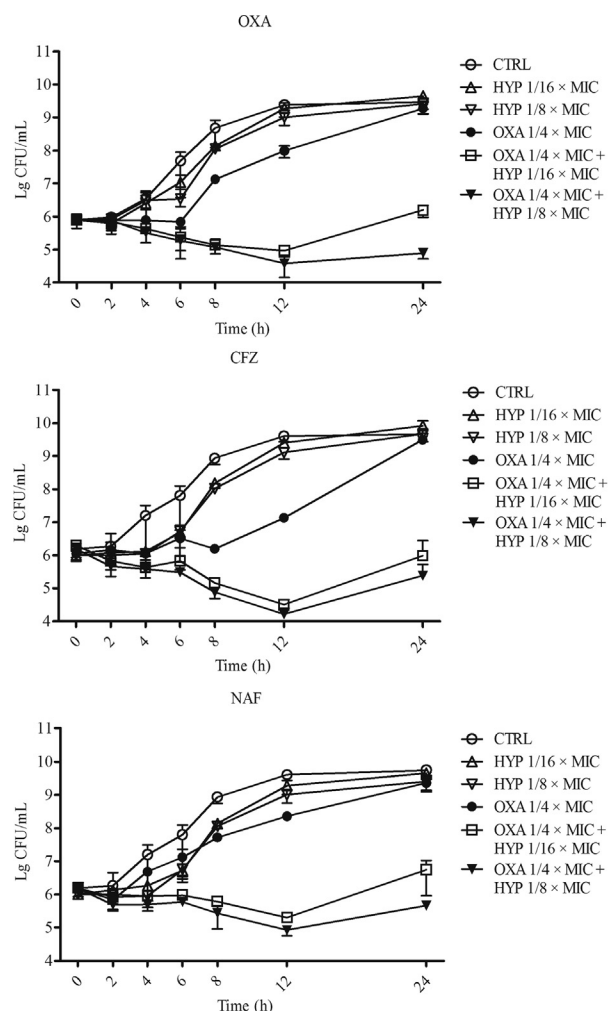 OXA
11
10
9
8
7
6
5
4
Lg CFU/mL
0
2
4
6
8
12
24
Time (h)
CTRL
HYP 1/16 × MIC
HYP 1/8 × MIC
OXA 1/4 × MIC
OXA 1/4 × MIC +
HYP 1/16 × MIC
OXA 1/4 × MIC +
HYP 1/8 × MIC
CFZ
11
10
9
8
7
6
5
4
Lg CFU/mL
0
2
4
6
8
12
24
Time (h)
CTRL
HYP 1/16 × MIC
HYP 1/8 × MIC
OXA 1/4 × MIC
OXA 1/4 × MIC +
HYP 1/16 × MIC
OXA 1/4 × MIC +
HYP 1/8 × MIC
NAF
11
10
9
8
7
6
5
4
Lg CFU/mL
0
2
4
6
8
12
24
Time (h)
CTRL
HYP 1/16 × MIC
HYP 1/8 × MIC
OXA 1/4 × MIC
OXA 1/4 × MIC +
HYP 1/16 × MIC
OXA 1/4 × MIC +
HYP 1/8 × MIC